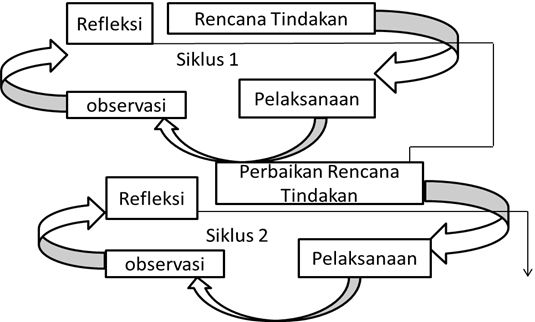 Refleksi
Rencana Tindakan
Siklus 1
observasi
Pelaksanaan
Perbaikan Rencana
Tindakan
Refleksi
Siklus 2
observasi
Pelaksanaan